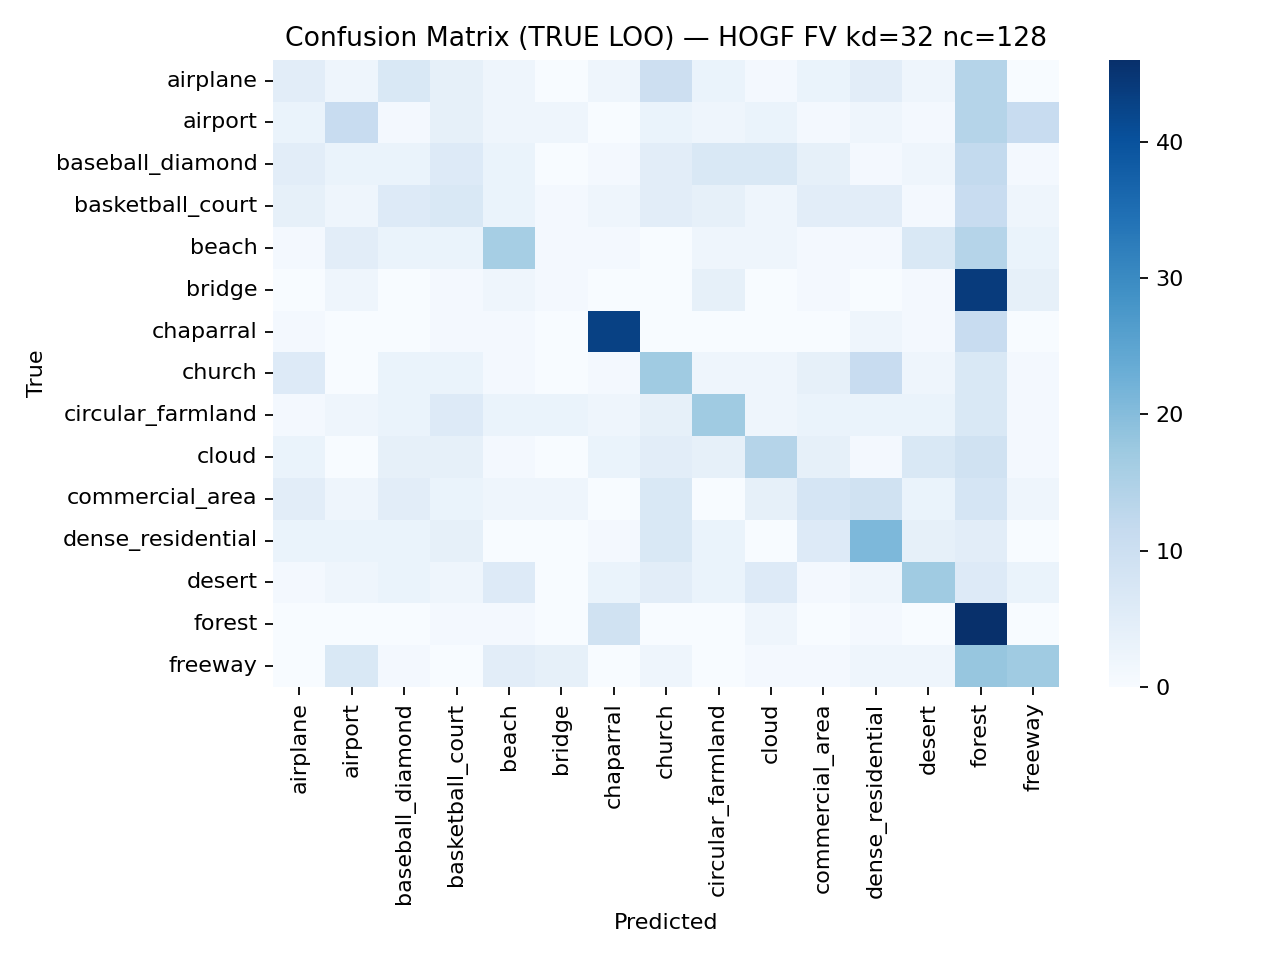 Confusion Matrix (TRUE LOO) — HOGF FV kd=32 nc=128
True
airplane
airport
baseball_diamond
basketball_court
beach
bridge
chaparral
church
circular_farmland
cloud
commercial_area
dense_residential
desert
forest
freeway
airplane
airport
baseball_diamond
basketball_court
beach
bridge
chaparral
church
circular_farmland
cloud
commercial_area
dense_residential
desert
forest
freeway
Predicted
40
30
20
10
0